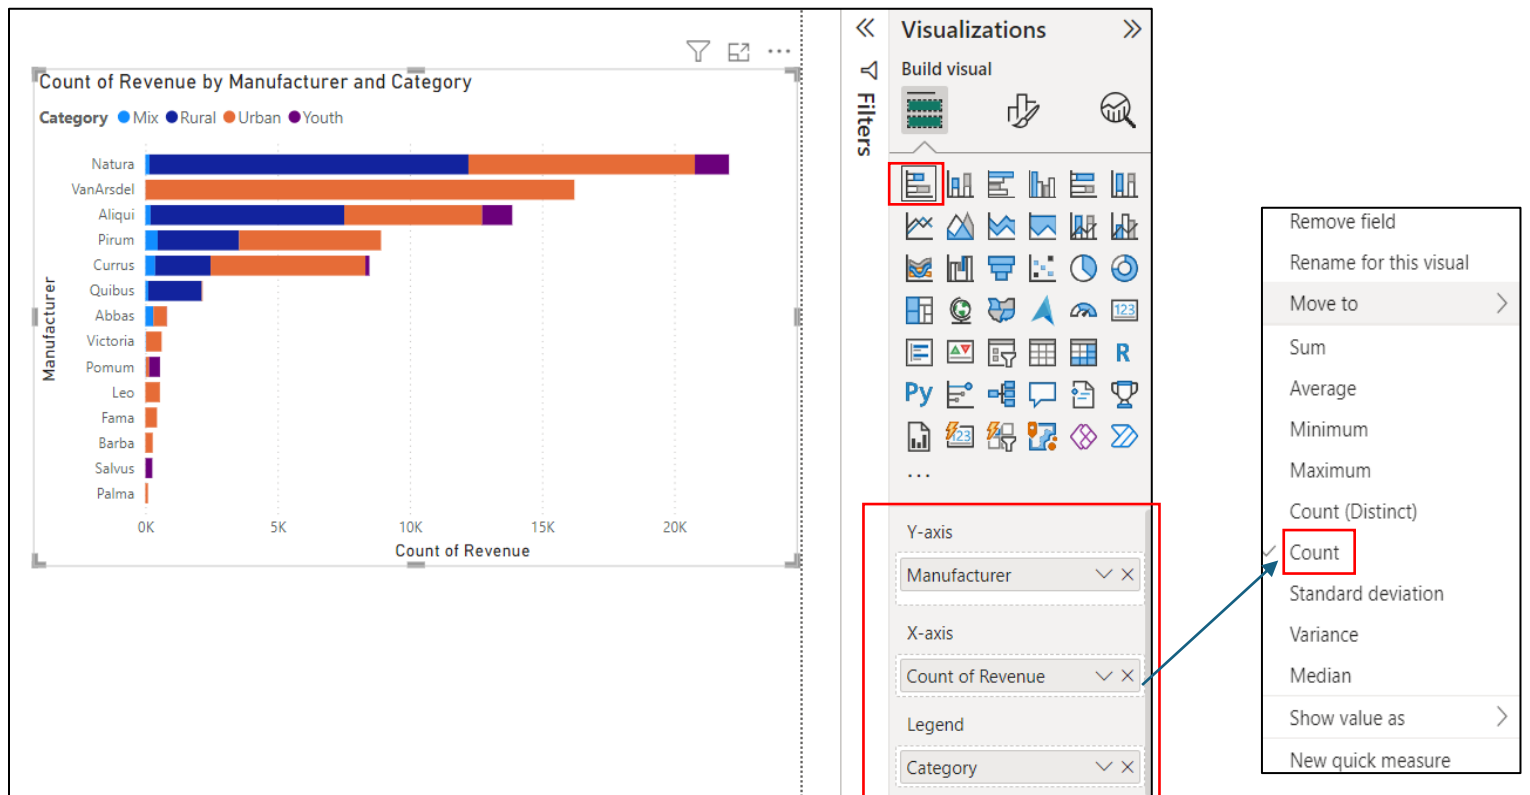 Count of Revenue by Manufacturer and Category
Category Mix Rural Urban Youth
Manufacturer
Natura
VanArsdel
Aliqui
Pirum
Currus
Quibus
Abbas
Victoria
Pomum
Leo
Fama
Barba
Salvus
Palma
0K 5K 10K 15K 20K
Count of Revenue
Filters
Visualizations
Build visual
123
R
Py
123
...
Y-axis
Manufacturer
X-axis
Count of Revenue
Legend
Category
Remove field
Rename for this visual
Move to
Sum
Average
Minimum
Maximum
Count (Distinct)
Count
Standard deviation
Variance
Median
Show value as
New quick measure